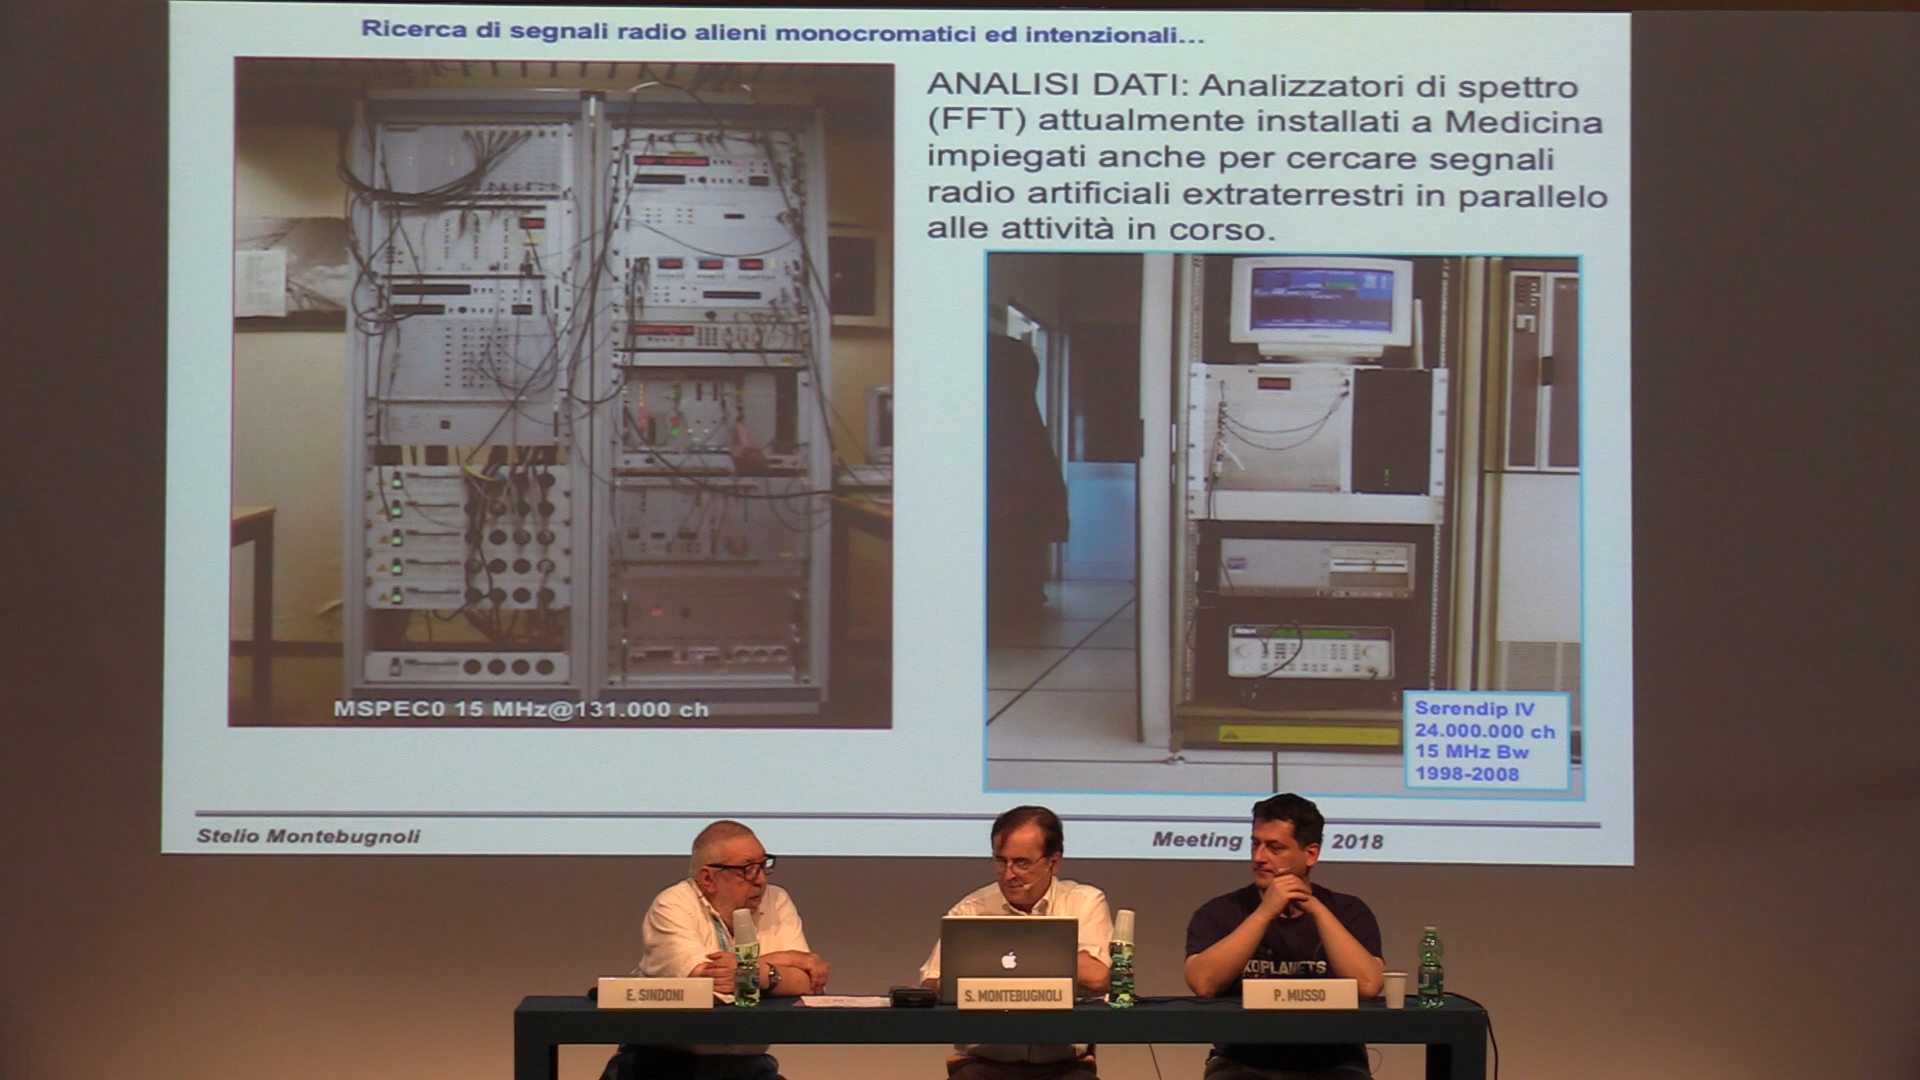 Ricerca di segnali radio alieni monocromatici ed intenzionali...
ANALISI DATI: Analizzatori di spettro
(FFT) attualmente installati a Medicina
impiegati anche per cercare segnali
radio artificiali extraterrestri in parallelo
alle attività in corso.
MSPEC0 15 MHz@131.000 ch
Serendip IV
24.000.000 ch
15 MHz Bw
1998-2008
Stelio Montebugnoli
Meeting 2018
E. SINDONI
S. MONTEBUGNOLI
P. MUSSO